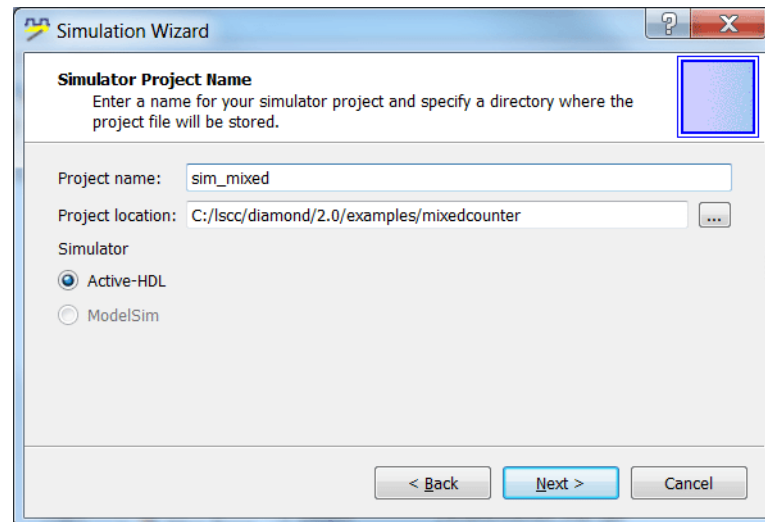 Simulation Wizard
Simulator Project Name
Enter a name for your simulator project and specify a directory where the
project file will be stored.
Project name: sim_mixed
Project location: C:/lscc/diamond/2.0/examples/mixedcounter ...
Simulator
Active-HDL
ModelSim
< Back Next > Cancel